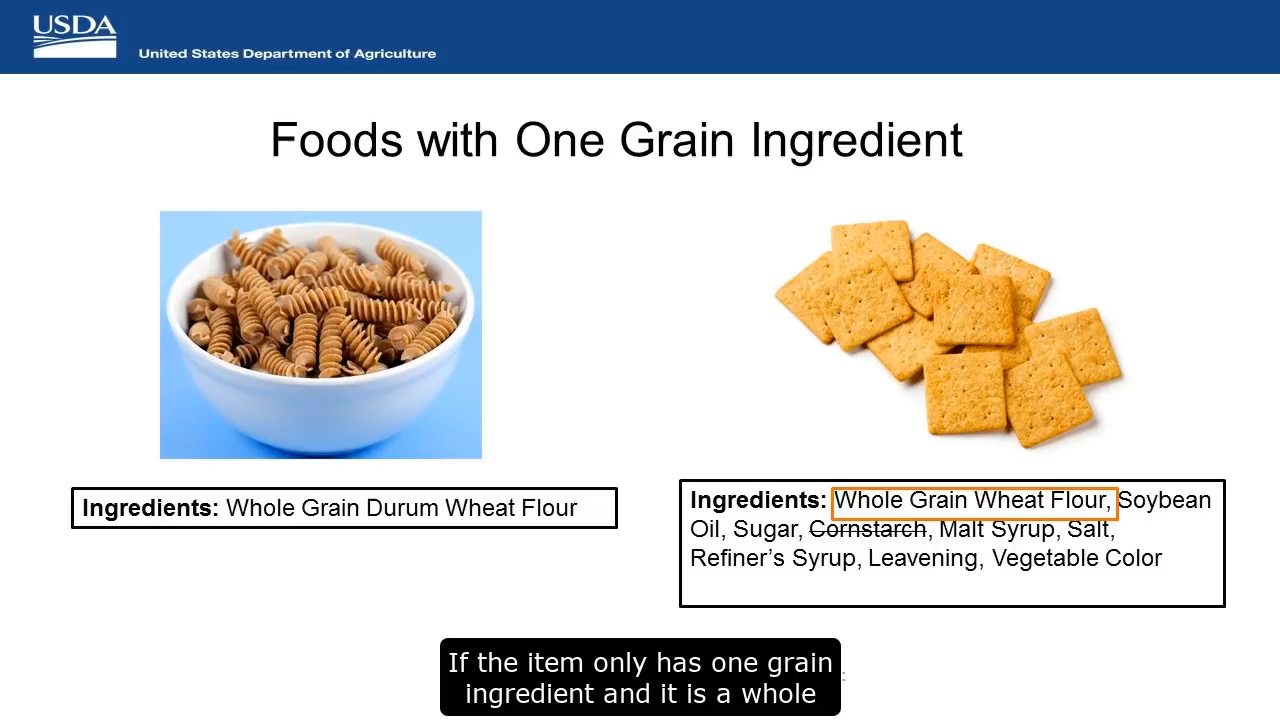 USDA
United States Department of Agriculture
Foods with One Grain Ingredient
Ingredients: Whole Grain Durum Wheat Flour
Ingredients: Whole Grain Wheat Flour, Soybean
Oil, Sugar, Cornstarch, Malt Syrup, Salt,
Refiner’s Syrup, Leavening, Vegetable Color
If the item only has one grain
ingredient and it is a whole